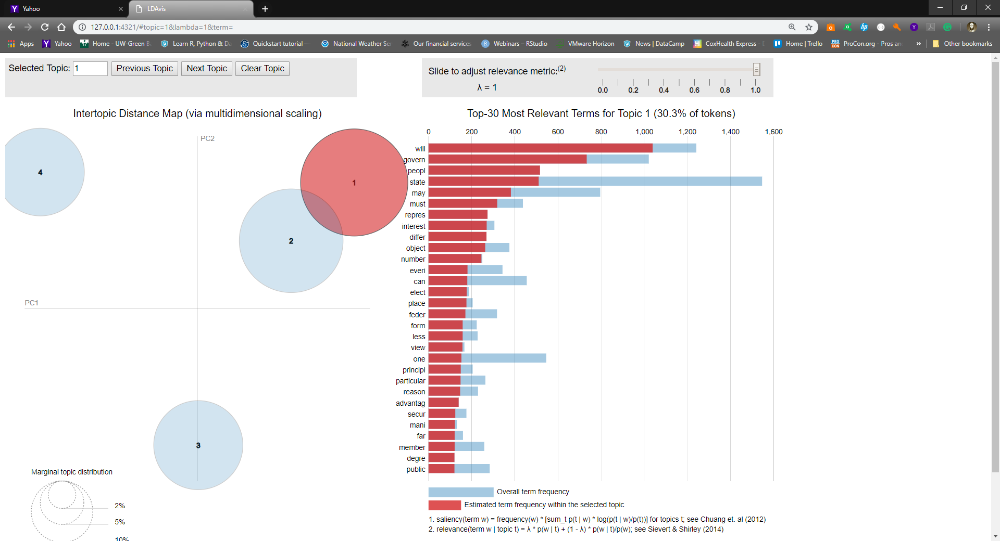 Yahoo
LDAvis
127.0.0.1:4321/#topic=1&lambda=1&term=
Apps
Yahoo
Home - UW-Green B
Learn R, Python & Da
Quickstart tutorial —
National Weather Ser
Our financial services
Webinars – RStudio
VMware Horizon
News | DataCamp
CoxHealth Express -
Home | Trello
ProCon.org - Pros an
»
Other bookmarks
Selected Topic: 1 Previous Topic Next Topic Clear Topic
Slide to adjust relevance metric:(2)
λ = 1
0.0 0.2 0.4 0.6 0.8 1.0
Intertopic Distance Map (via multidimensional scaling)
PC2
PC1
4
1
2
3
Marginal topic distribution
2%
5%
10%
Top-30 Most Relevant Terms for Topic 1 (30.3% of tokens)
0 200 400 600 800 1,000 1,200 1,400 1,600
will
govern
peopl
state
may
must
repres
interest
differ
object
number
everi
can
elect
place
feder
form
less
view
one
principl
particular
reason
advantag
secur
mani
far
member
degre
public
Overall term frequency
Estimated term frequency within the selected topic
1. saliency(term w) = frequency(w) * [sum_t p(t | w) * log(p(t | w)/p(t))] for topics t; see Chuang et. al (2012)
2. relevance(term w | topic t) = λ * p(w | t) + (1 - λ) * p(w | t)/p(w); see Sievert & Shirley (2014)